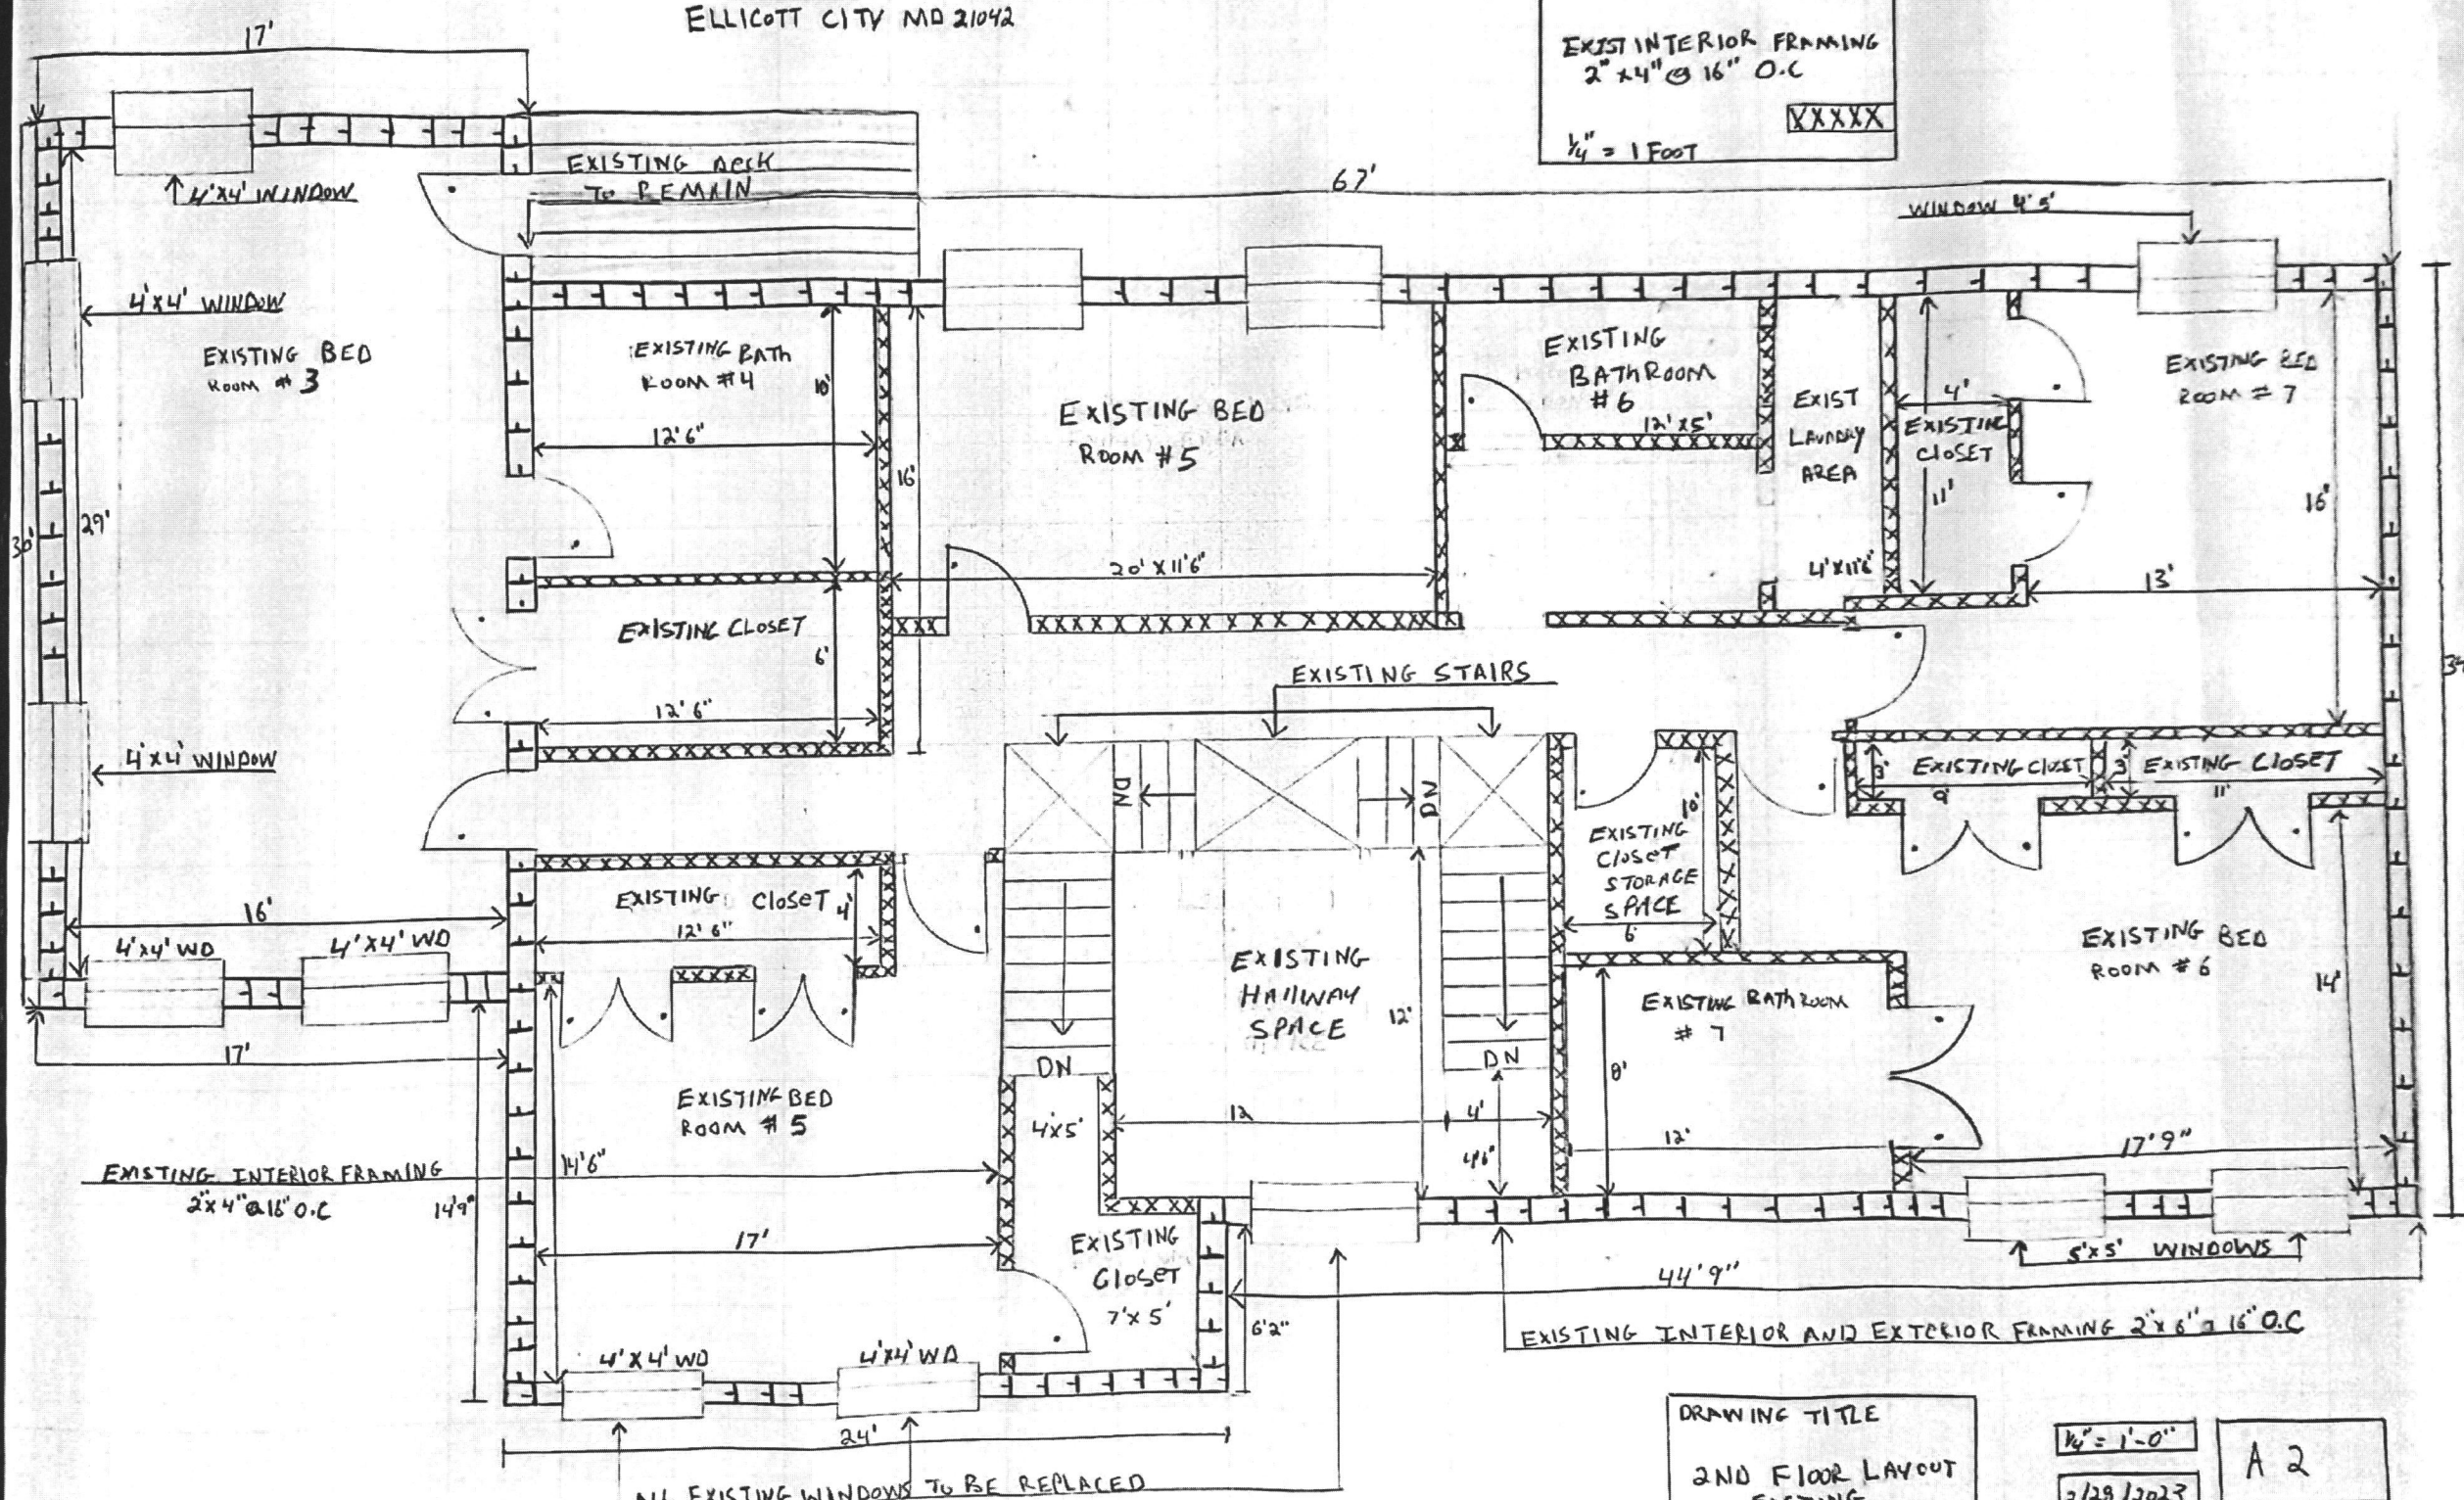 ELLICOTT CITY MD 21042
EXIST INTERIOR FRAMING
2" x4" @ 16" O.C
XXXXX
1/4" = 1 FOOT
17'
EXISTING DECK
TO REMAIN
67'
WINDOW 4'5'
4'x4' WINDOW
4'x4' WINDOW
EXISTING BED
ROOM # 3
EXISTING BATH
ROOM #4
10'
12'6"
16'
EXISTING BED
ROOM #5
20' x 11'6"
EXISTING
BATHROOM
#6
12'x5'
EXIST
LAUNDRY
AREA
4'x11'6"
4'
EXISTING
CLOSET
11'
EXISTING BED
ROOM # 7
16'
13'
30'
29'
EXISTING CLOSET
6'
12'6"
EXISTING STAIRS
4'x4' WINDOW
DN
DN
EXISTING
CLOSET
STORAGE
SPACE
10'
6'
3'
EXISTING CLOSET
9'
3'
EXISTING CLOSET
11'
16'
4'x4' WD
4'x4' WD
17'
EXISTING CLOSET
4'
12'6"
EXISTING
HALLWAY
SPACE
12'
EXISTING BATHROOM
# 7
8'
12'
EXISTING BED
ROOM #6
14'
17'9"
DN
DN
4'x5'
12
4'
4'6"
EXISTING BED
ROOM # 5
EXISTING INTERIOR FRAMING
2"x4" @ 16" O.C
14'6"
14'9"
17'
EXISTING
CLOSET
7'x5'
6'2"
5'x5' WINDOWS
44'9"
EXISTING INTERIOR AND EXTERIOR FRAMING 2"x6" @ 16" O.C
4'x4' WD
4'x4' WD
24'
ALL EXISTING WINDOWS TO BE REPLACED
DRAWING TITLE
2ND FLOOR LAYOUT
EXISTING
1/4" = 1'-0"
A 2